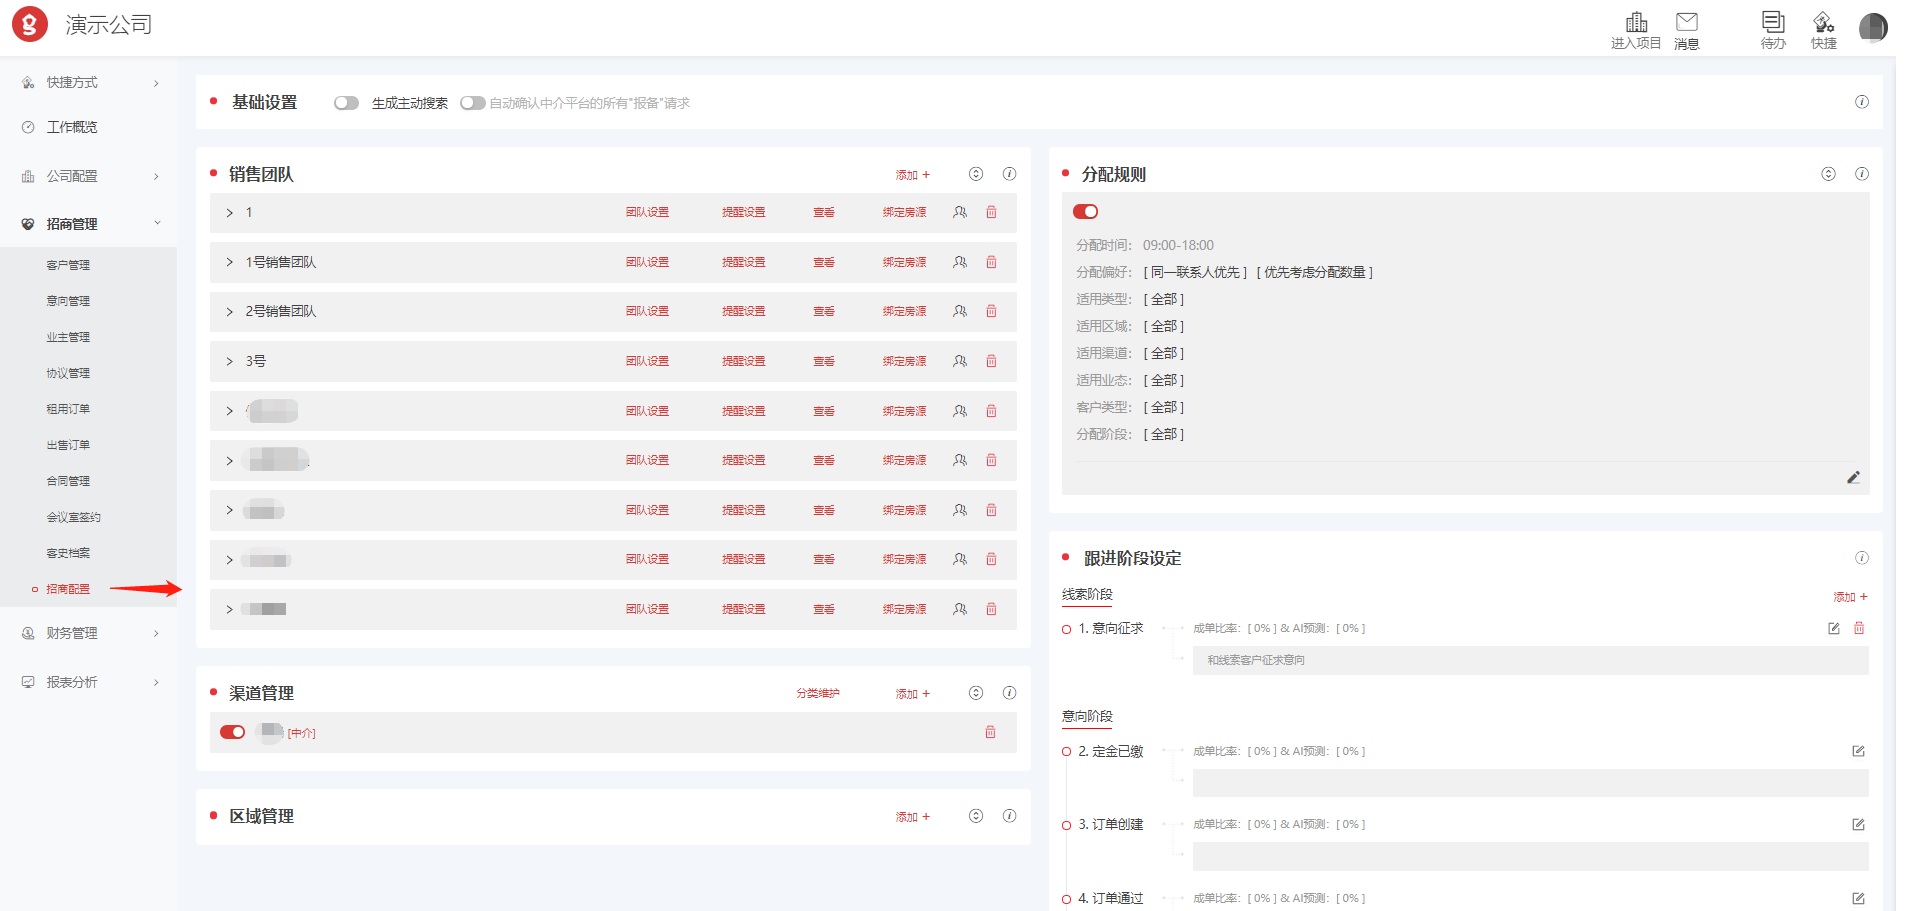 演示公司
进入项目
消息
待办
快捷
快捷方式
工作概览
公司配置
招商管理
客户管理
意向管理
业主管理
协议管理
租用订单
出售订单
合同管理
会议室签约
客史档案
招商配置
财务管理
报表分析
基础设置 生成主动搜索 自动确认中介平台的所有"报备"请求
销售团队 添加 +
1 团队设置 提醒设置 查看 绑定房源
1号销售团队 团队设置 提醒设置 查看 绑定房源
2号销售团队 团队设置 提醒设置 查看 绑定房源
3号 团队设置 提醒设置 查看 绑定房源
团队设置 提醒设置 查看 绑定房源
团队设置 提醒设置 查看 绑定房源
团队设置 提醒设置 查看 绑定房源
团队设置 提醒设置 查看 绑定房源
团队设置 提醒设置 查看 绑定房源
渠道管理 分类维护 添加 +
[中介]
区域管理 添加 +
分配规则
分配时间： 09:00-18:00
分配偏好： [ 同一联系人优先 ] [ 优先考虑分配数量 ]
适用类型： [ 全部 ]
适用区域： [ 全部 ]
适用渠道： [ 全部 ]
适用业态： [ 全部 ]
客户类型： [ 全部 ]
分配阶段： [ 全部 ]
跟进阶段设定
线索阶段 添加 +
1. 意向征求 成单比率：[ 0% ] & AI预测：[ 0% ]
和线索客户征求意向
意向阶段
2. 定金已缴 成单比率：[ 0% ] & AI预测：[ 0% ]
3. 订单创建 成单比率：[ 0% ] & AI预测：[ 0% ]
4. 订单通过 成单比率：[ 0% ] & AI预测：[ 0% ]